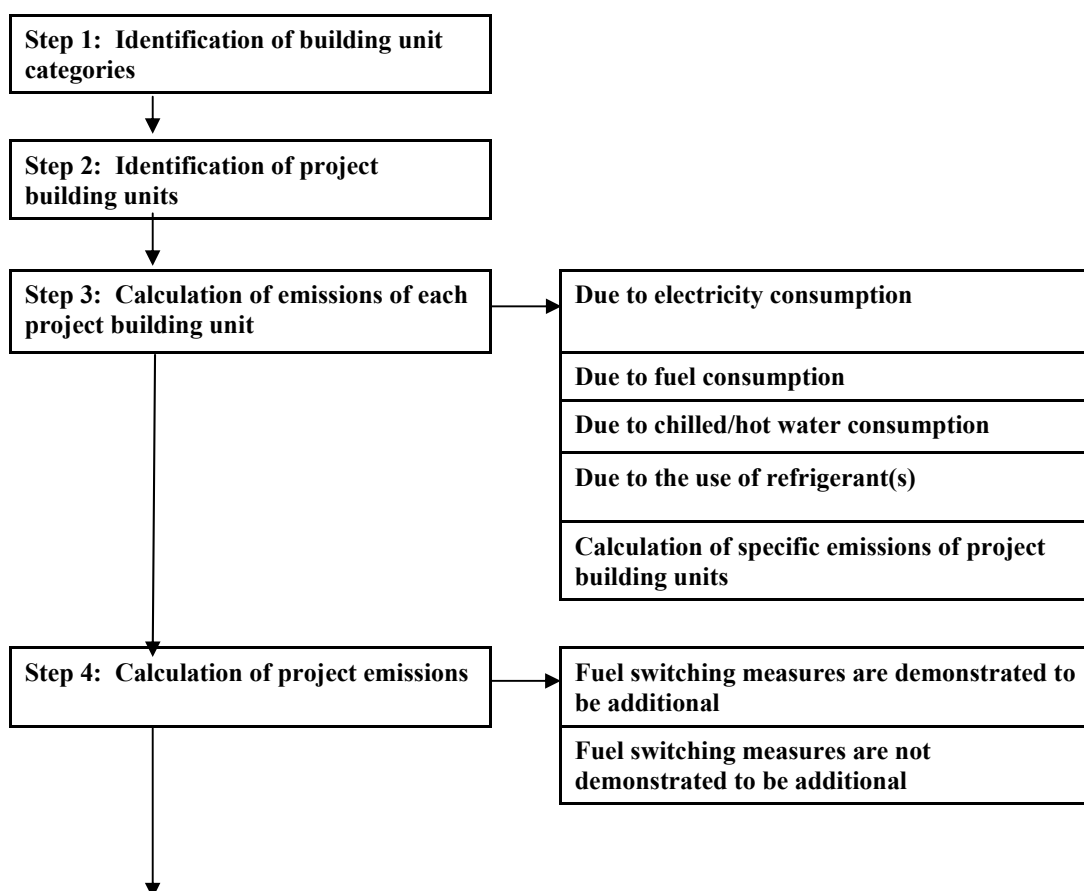 Step 1:  Identification of building unit
categories
Step 2:  Identification of project
building units
Step 3:  Calculation of emissions of each
project building unit
Due to electricity consumption
Due to fuel consumption
Due to chilled/hot water consumption
Due to the use of refrigerant(s)
Calculation of specific emissions of project
building units
Step 4:  Calculation of project emissions
Fuel switching measures are demonstrated to
be additional
Fuel switching measures are not
demonstrated to be additional